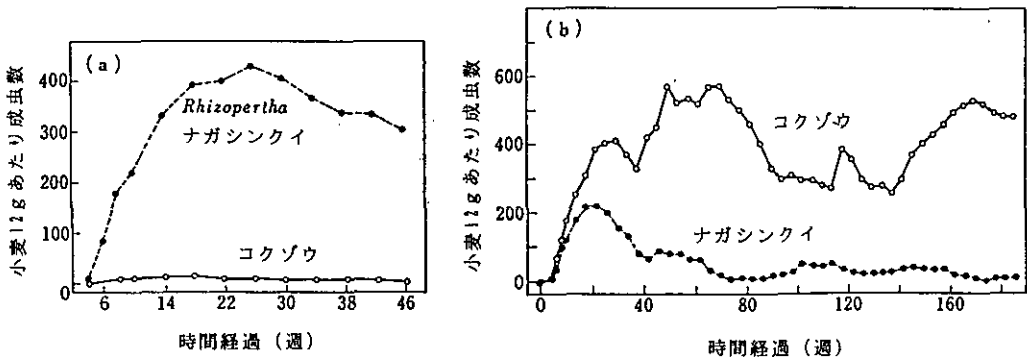 (a)
小麦12gあたり成虫数
400
300
200
100
0
Rhizopertha
ナガシンクイ
コクゾウ
6 14 22 30 38 46
時間経過 (週)
(b)
小麦12gあたり成虫数
600
400
200
0
コクゾウ
ナガシンクイ
0 40 80 120 160
時間経過 (週)